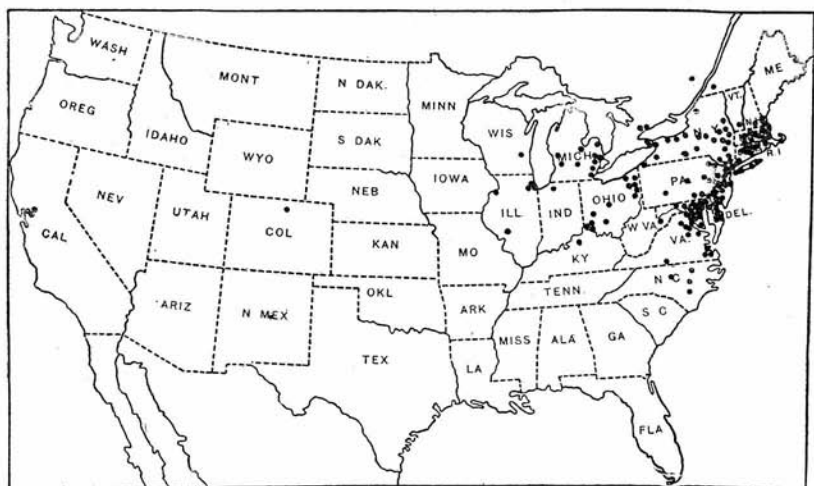 WASH
MONT
N DAK.
MINN
ME
VT.
OREG
IDAHO
S DAK
WIS
MICH
N Y
N H
WYO
IOWA
PA.
R I
NEV
UTAH
NEB
ILL
IND
OHIO
DEL.
COL
W VA.
VA.
CAL
KAN
MO
KY
N C
ARIZ
N MEX
OKL
TENN.
ARK
S C
TEX
MISS
ALA
GA
LA
FLA